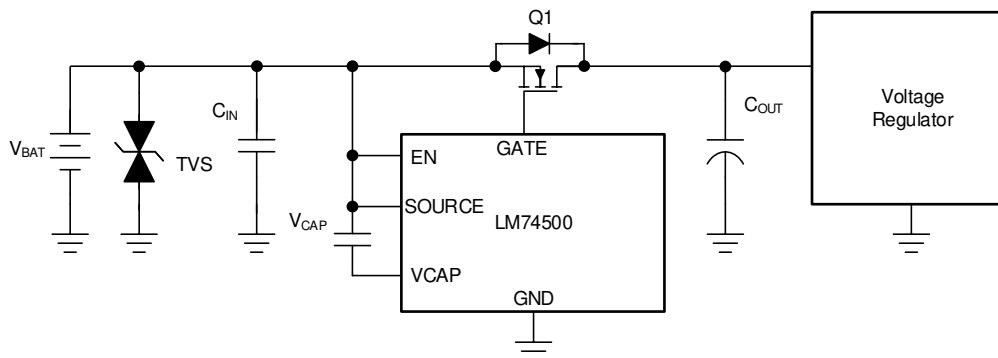 Q1
V_BAT
TVS
C_IN
V_CAP
EN
SOURCE
VCAP
GATE
LM74500
GND
C_OUT
Voltage
Regulator